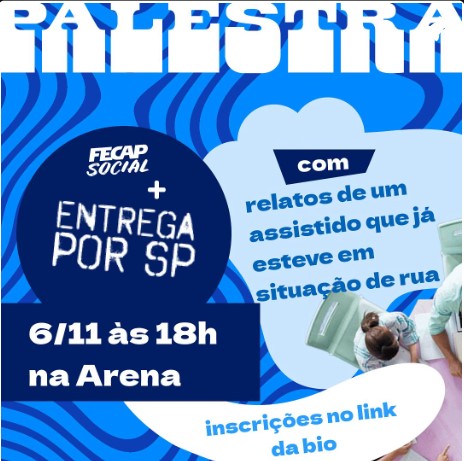 PALESTRA
FECAP
SOCIAL
+
ENTREGA
POR SP
com
relatos de um
assistido que já
esteve em
situação de rua
6/11 às 18h
na Arena
inscrições no link
da bio